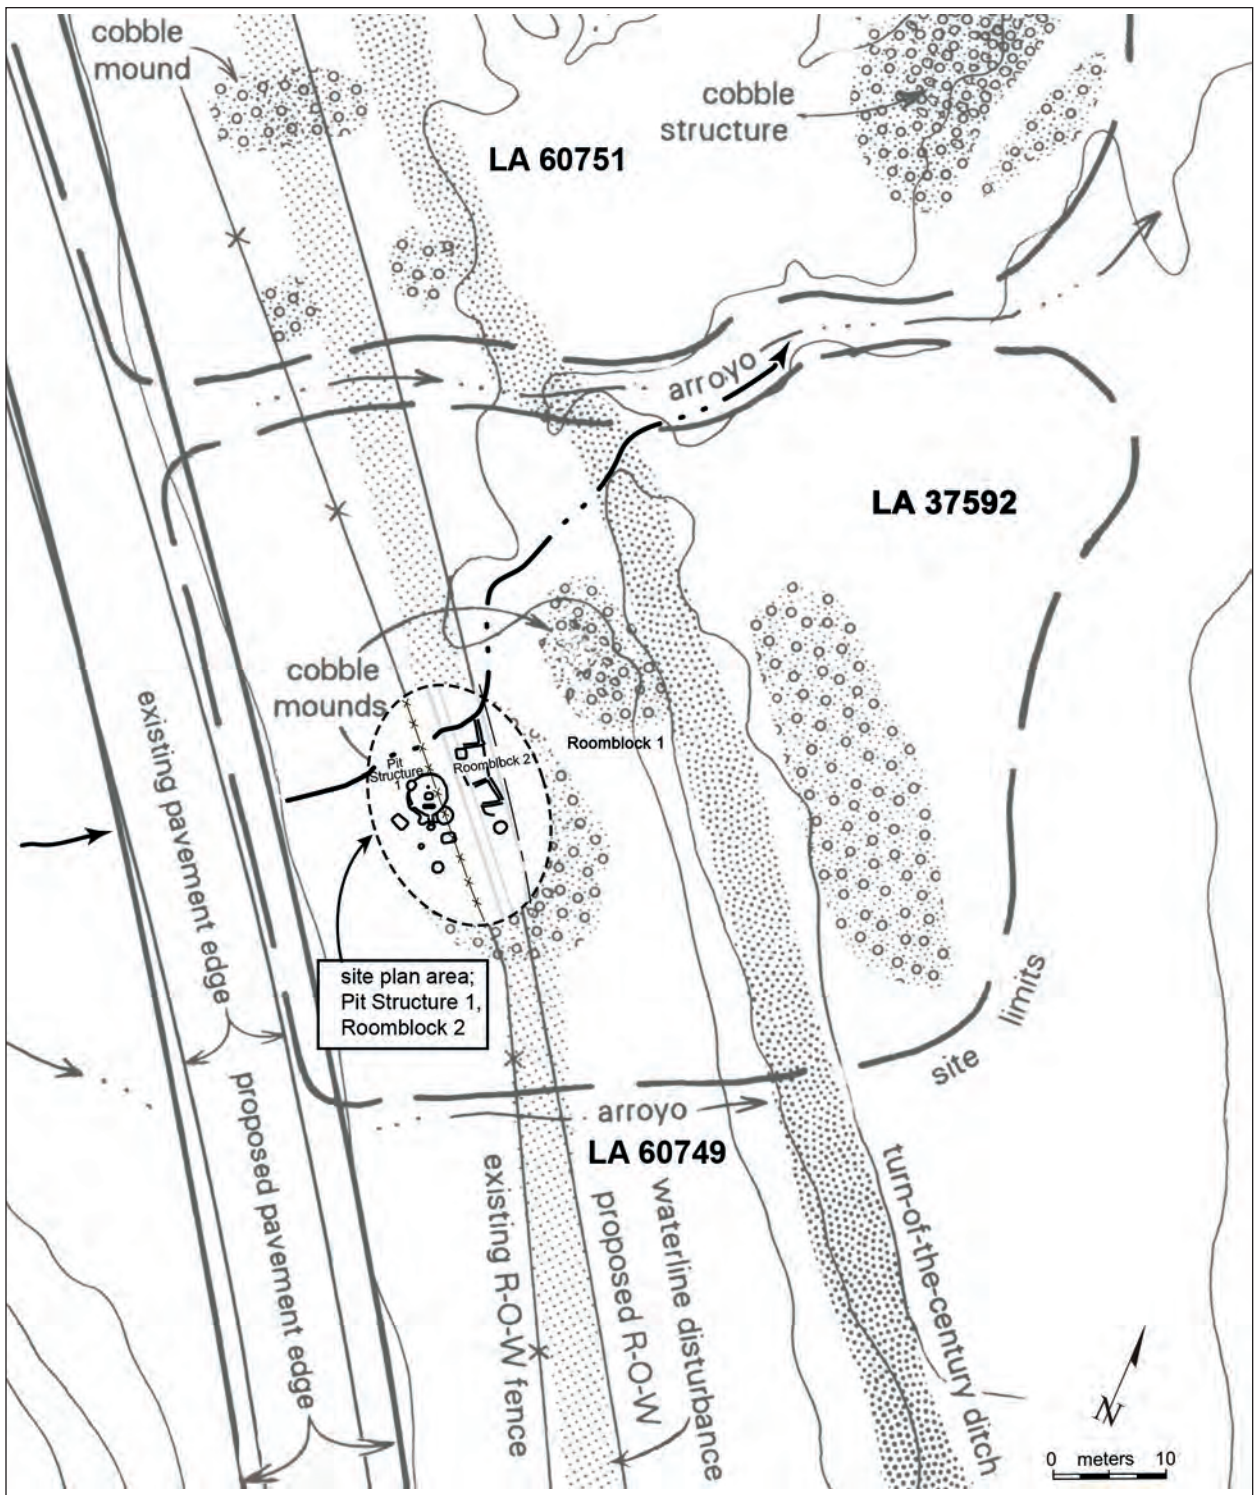 cobble
mound
cobble
structure
LA 60751
arroyo
LA 37592
cobble
mounds
Roomblock 1
Pit
Structure
1
Roomblock 2
existing pavement edge
site plan area;
Pit Structure 1,
Roomblock 2
site limits
arroyo
LA 60749
proposed pavement edge
existing R-O-W fence
proposed R-O-W
waterline disturbance
turn-of-the-century ditch
N
0 meters 10